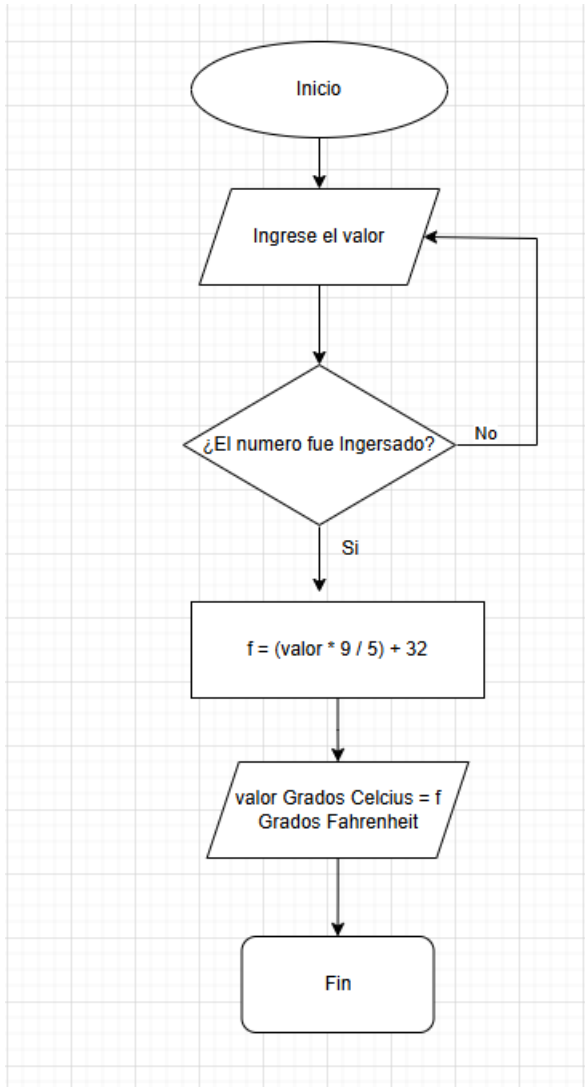 Inicio
Ingrese el valor
¿El numero fue Ingersado?
No
Si
f = (valor * 9 / 5) + 32
valor Grados Celcius = f
Grados Fahrenheit
Fin